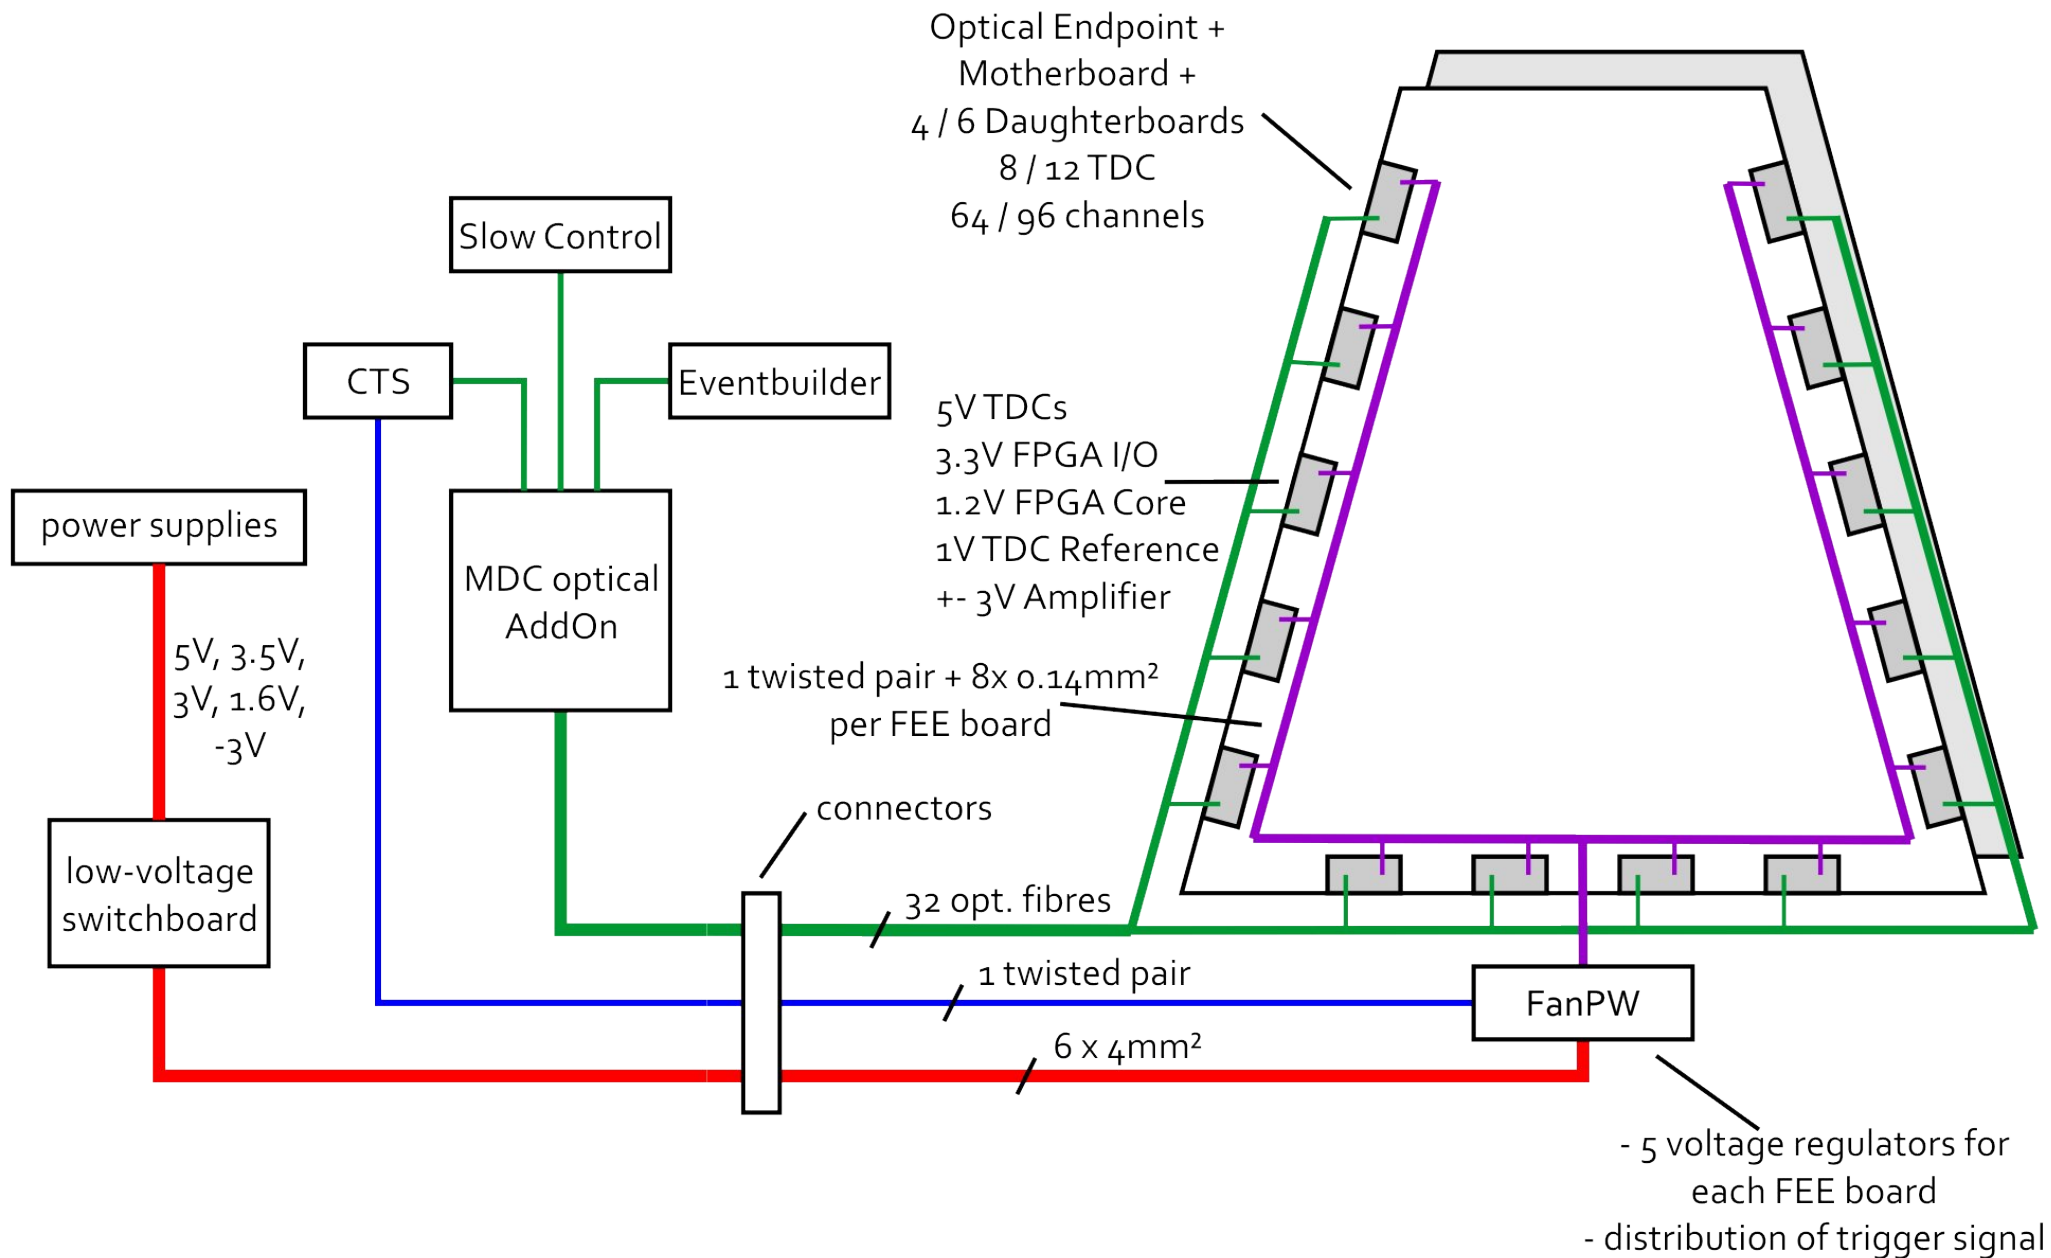 Optical Endpoint +
Motherboard +
4 / 6 Daughterboards
8 / 12 TDC
64 / 96 channels
Slow Control
CTS
Eventbuilder
5V TDCs
3.3V FPGA I/O
1.2V FPGA Core
1V TDC Reference
+- 3V Amplifier
power supplies
MDC optical
AddOn
5V, 3.5V,
3V, 1.6V,
-3V
1 twisted pair + 8x 0.14mm²
per FEE board
connectors
low-voltage
switchboard
32 opt. fibres
1 twisted pair
FanPW
6 x 4mm²
- 5 voltage regulators for
each FEE board
- distribution of trigger signal